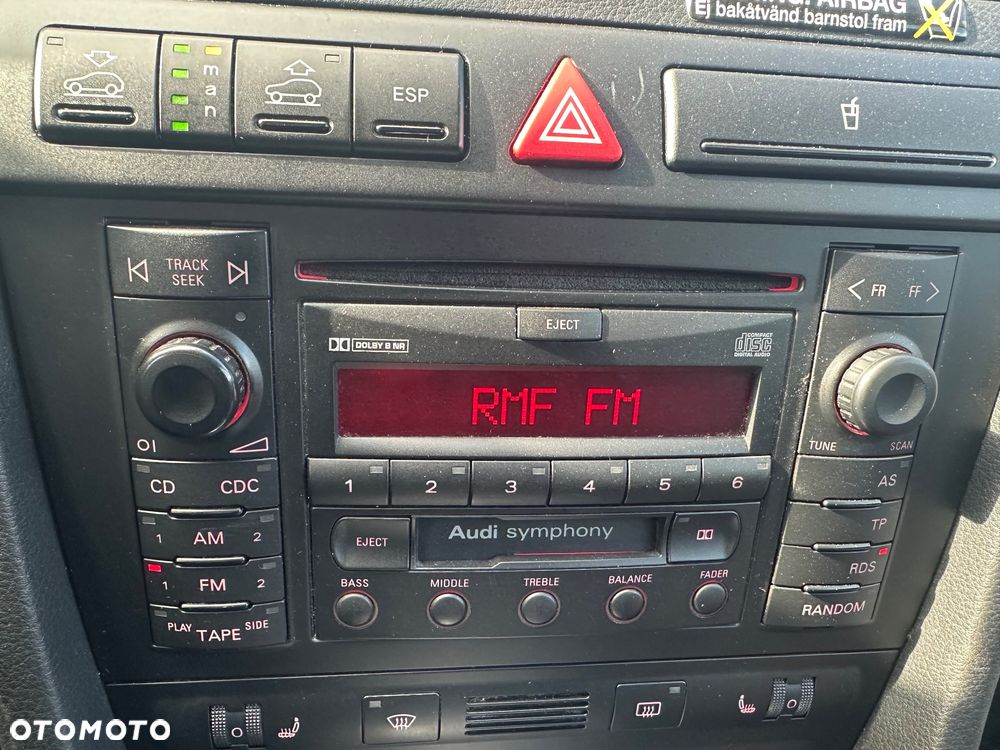 AIRBAG
Ej bakåtvänd barnstol fram
man
ESP
TRACK
SEEK
FR FF
EJECT
DOLBY B NR
COMPACT
disc
DIGITAL AUDIO
RMF FM
TUNE SCAN
CD CDC
1 2 3 4 5 6
AS
1 AM 2
TP
EJECT
Audi symphony
RDS
1 FM 2
BASS MIDDLE TREBLE BALANCE FADER
RANDOM
PLAY TAPE SIDE
OTOMOTO